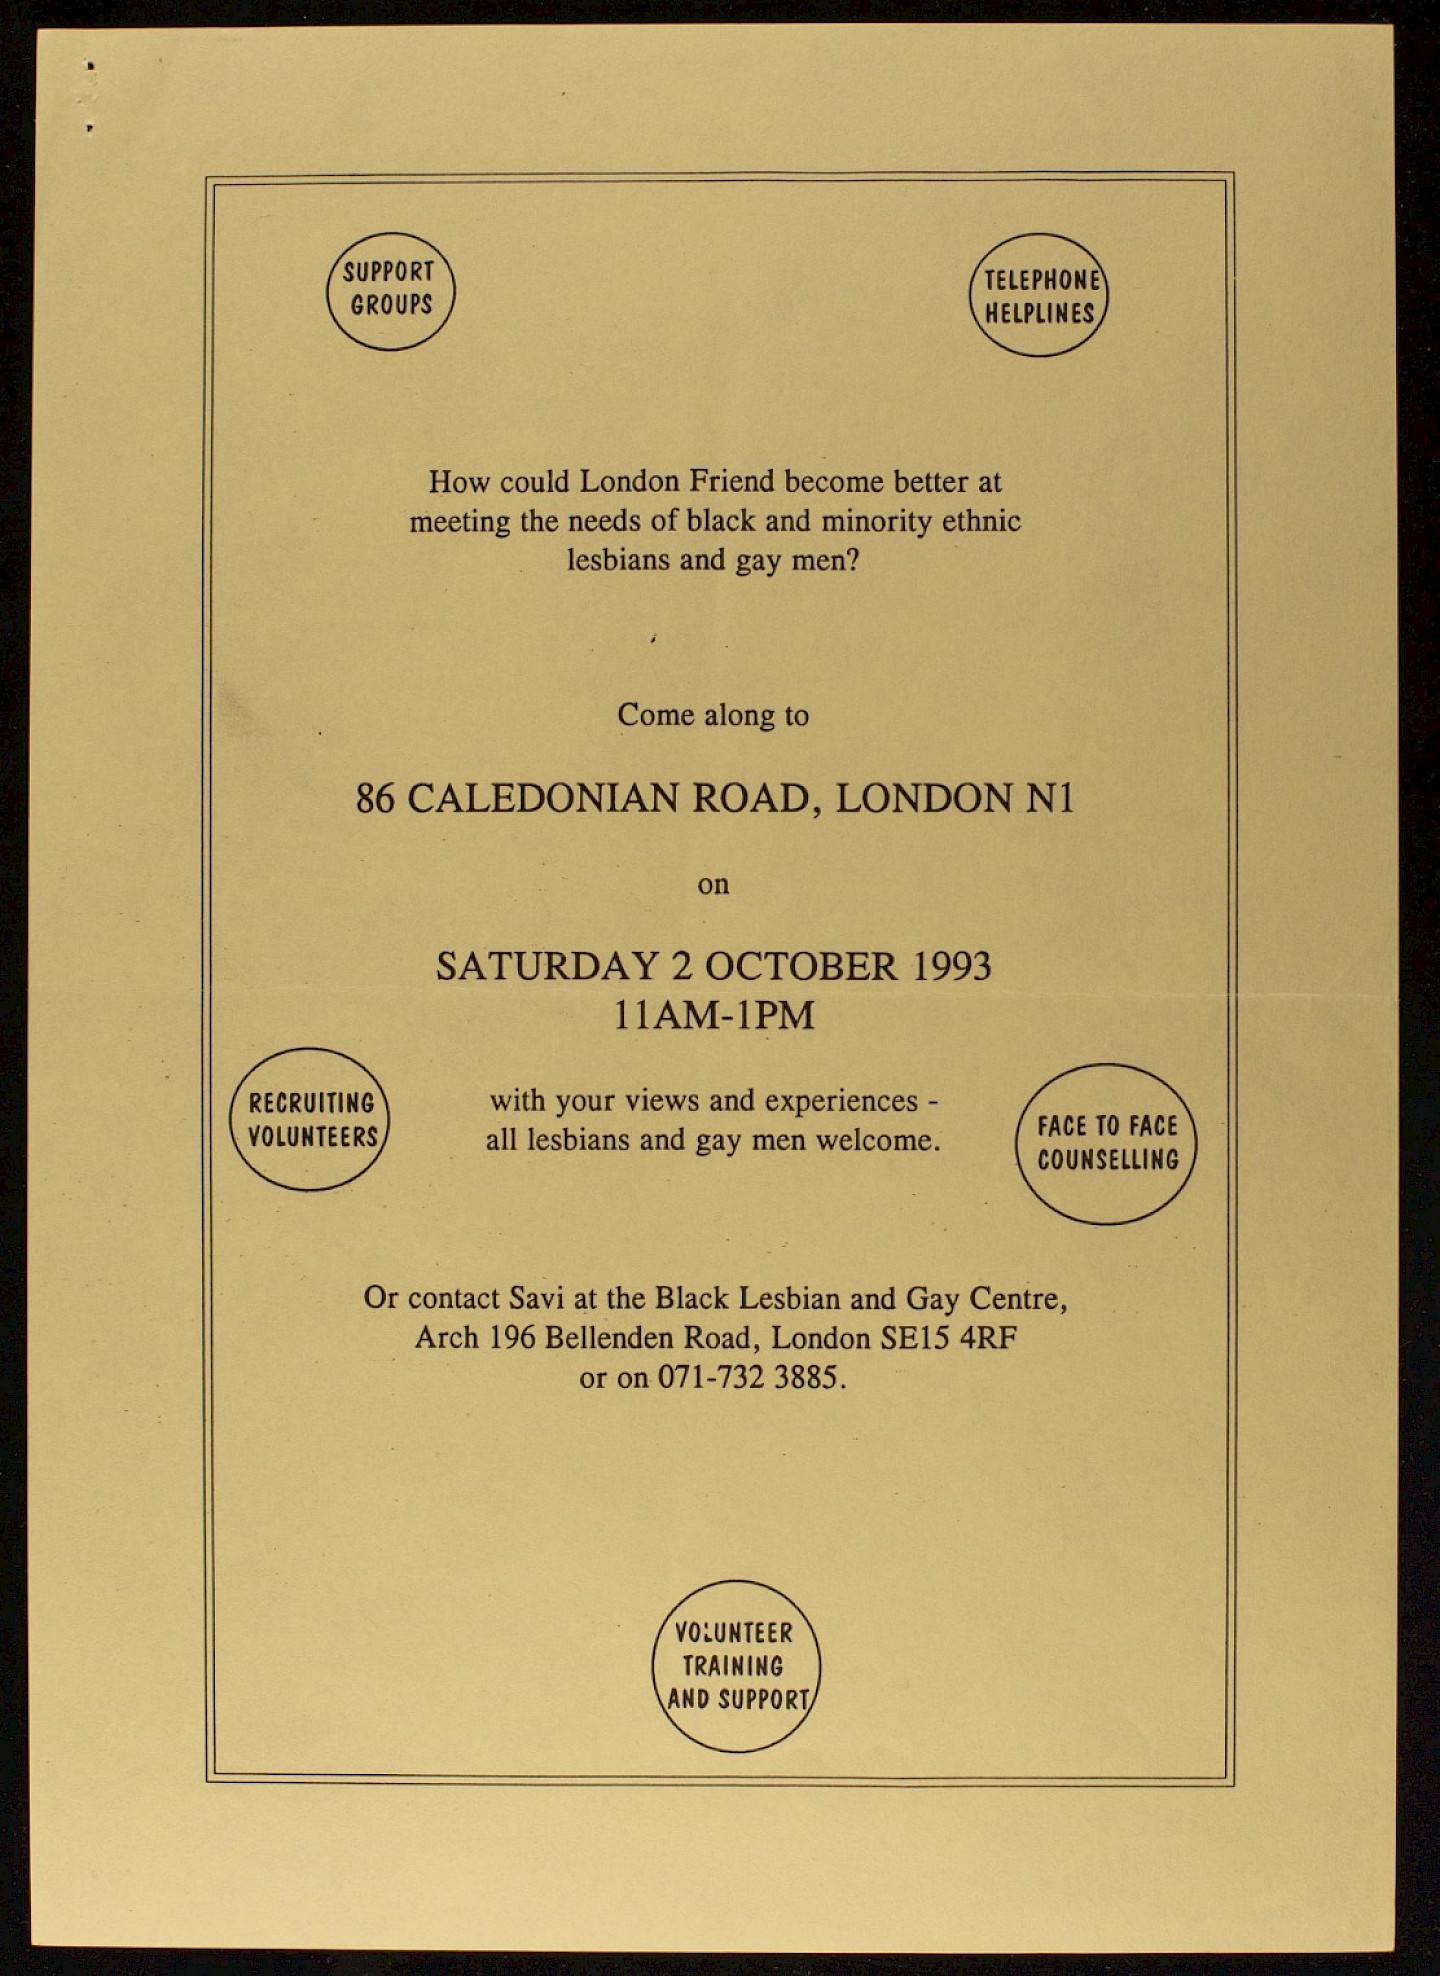 SUPPORT
GROUPS
TELEPHONE
HELPLINES
How could London Friend become better at
meeting the needs of black and minority ethnic
lesbians and gay men?
Come along to
86 CALEDONIAN ROAD, LONDON N1
on
SATURDAY 2 OCTOBER 1993
11AM-1PM
RECRUITING
VOLUNTEERS
with your views and experiences -
all lesbians and gay men welcome.
FACE TO FACE
COUNSELLING
Or contact Savi at the Black Lesbian and Gay Centre,
Arch 196 Bellenden Road, London SE15 4RF
or on 071-732 3885.
VOLUNTEER
TRAINING
AND SUPPORT